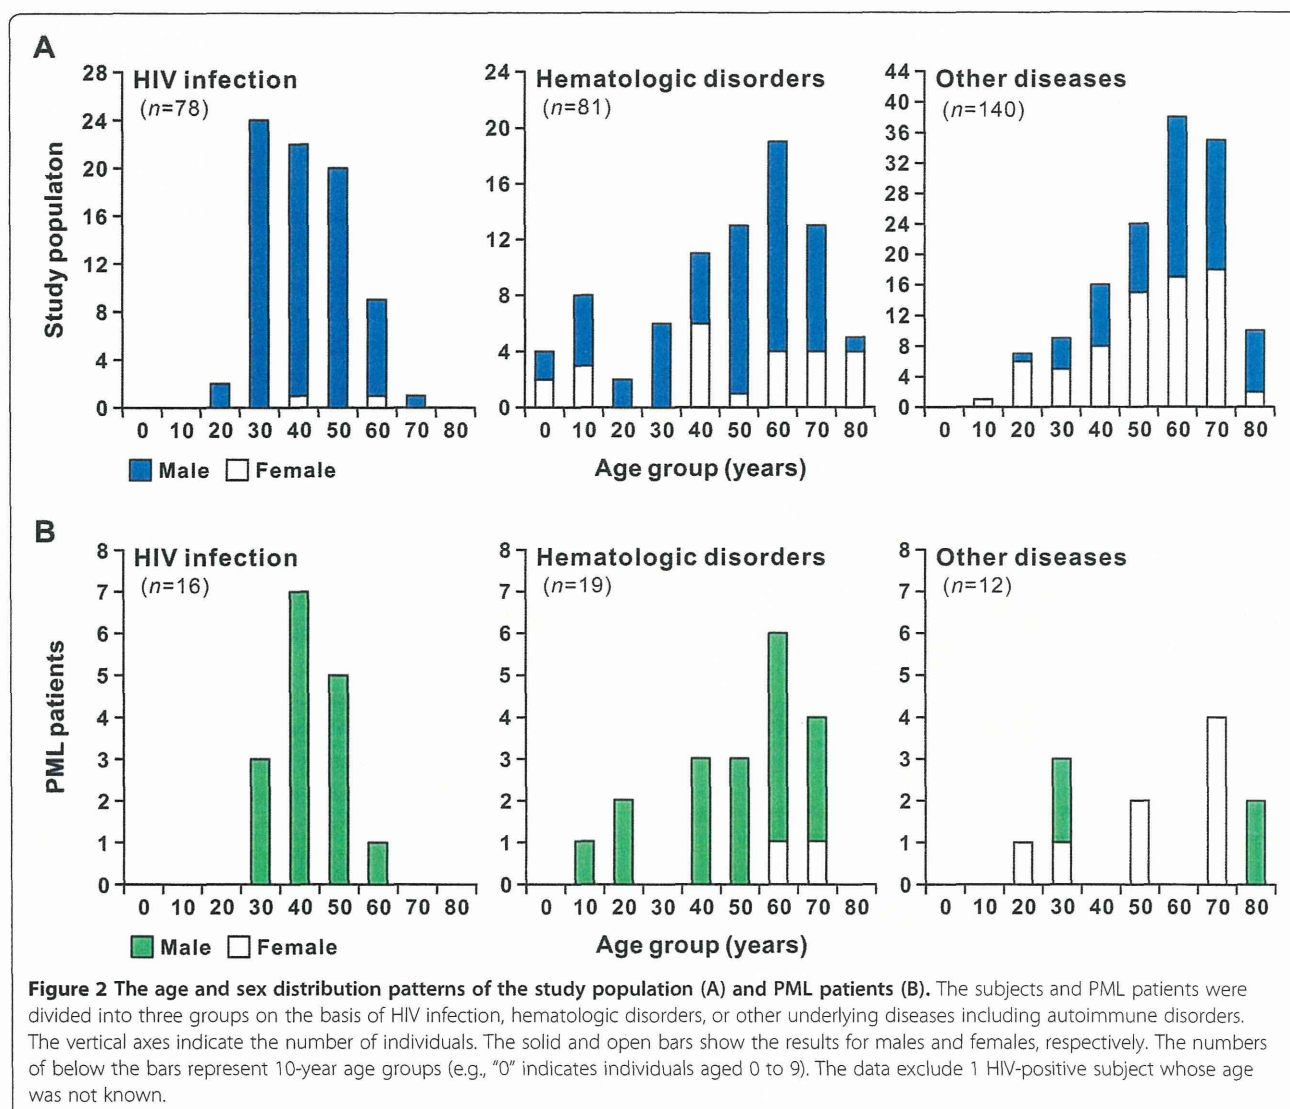 A
HIV infection
(n=78)
Hematologic disorders
(n=81)
Other diseases
(n=140)
Study populaton
28
24
20
16
12
8
4
0
0 10 20 30 40 50 60 70 80
24
20
16
12
8
4
0
0 10 20 30 40 50 60 70 80
44
40
36
32
28
24
20
16
12
8
4
0
0 10 20 30 40 50 60 70 80
Male Female
Age group (years)
B
HIV infection
(n=16)
Hematologic disorders
(n=19)
Other diseases
(n=12)
PML patients
8
7
6
5
4
3
2
1
0
0 10 20 30 40 50 60 70 80
8
7
6
5
4
3
2
1
0
0 10 20 30 40 50 60 70 80
8
7
6
5
4
3
2
1
0
0 10 20 30 40 50 60 70 80
Male Female
Age group (years)
Figure 2 The age and sex distribution patterns of the study population (A) and PML patients (B). The subjects and PML patients were
divided into three groups on the basis of HIV infection, hematologic disorders, or other underlying diseases including autoimmune disorders.
The vertical axes indicate the number of individuals. The solid and open bars show the results for males and females, respectively. The numbers
of below the bars represent 10-year age groups (e.g., "0" indicates individuals aged 0 to 9). The data exclude 1 HIV-positive subject whose age
was not known.